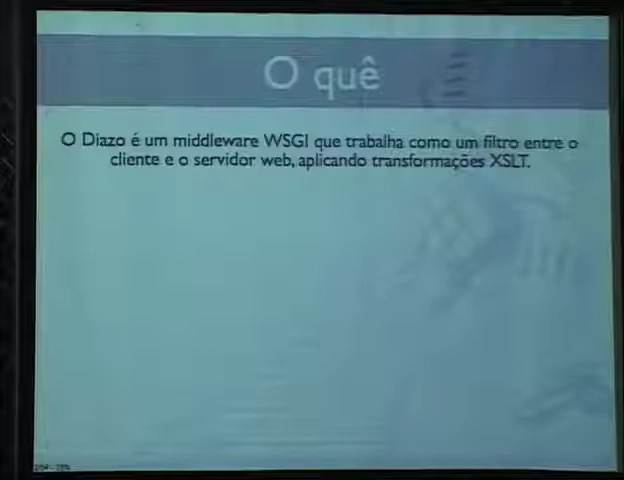 O quê
O Diazo é um middleware WSGI que trabalha como um filtro entre o
cliente e o servidor web, aplicando transformações XSLT.